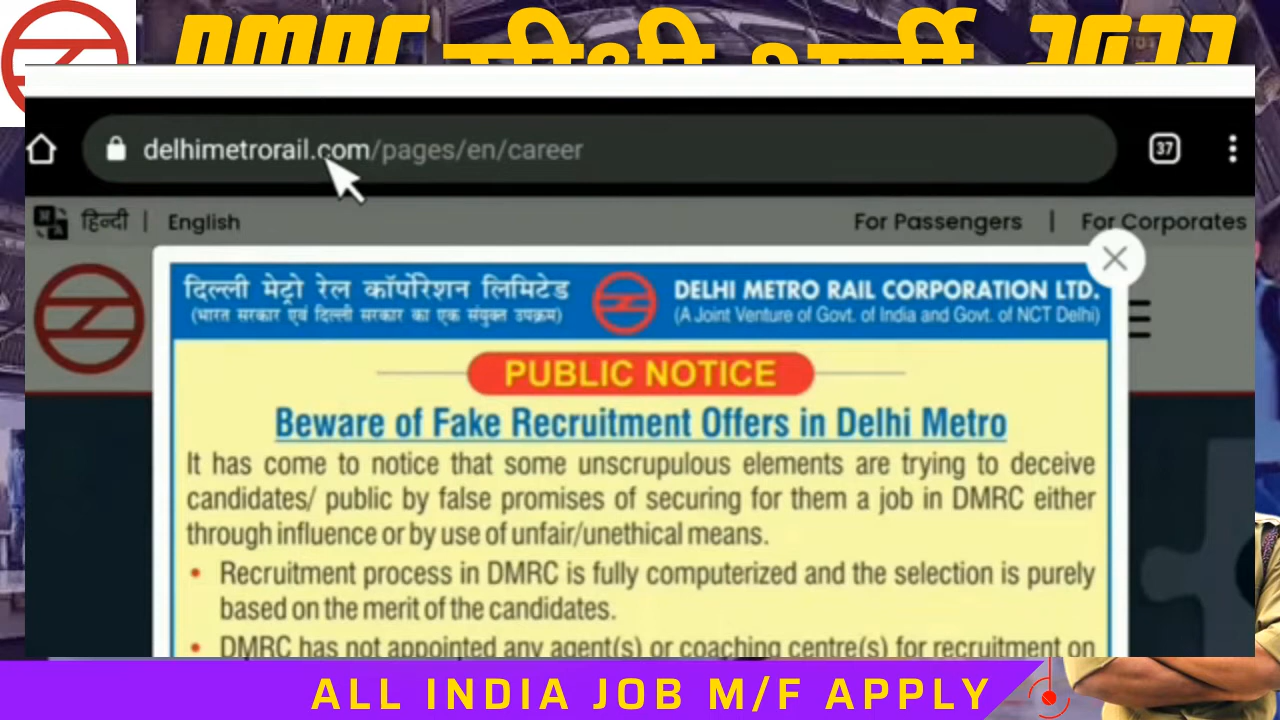 DMRC सीधी भर्ती 2022
delhimetrorail.com/pages/en/career
37
हिन्दी | English
For Passengers | For Corporates
दिल्ली मेट्रो रेल कॉर्पोरेशन लिमिटेड
(भारत सरकार एवं दिल्ली सरकार का एक संयुक्त उपक्रम)
DELHI METRO RAIL CORPORATION LTD.
(A Joint Venture of Govt. of India and Govt. of NCT Delhi)
PUBLIC NOTICE
Beware of Fake Recruitment Offers in Delhi Metro
It has come to notice that some unscrupulous elements are trying to deceive
candidates/ public by false promises of securing for them a job in DMRC either
through influence or by use of unfair/unethical means.
• Recruitment process in DMRC is fully computerized and the selection is purely
based on the merit of the candidates.
• DMRC has not appointed any agent(s) or coaching centre(s) for recruitment on
ALL INDIA JOB M/F APPLY